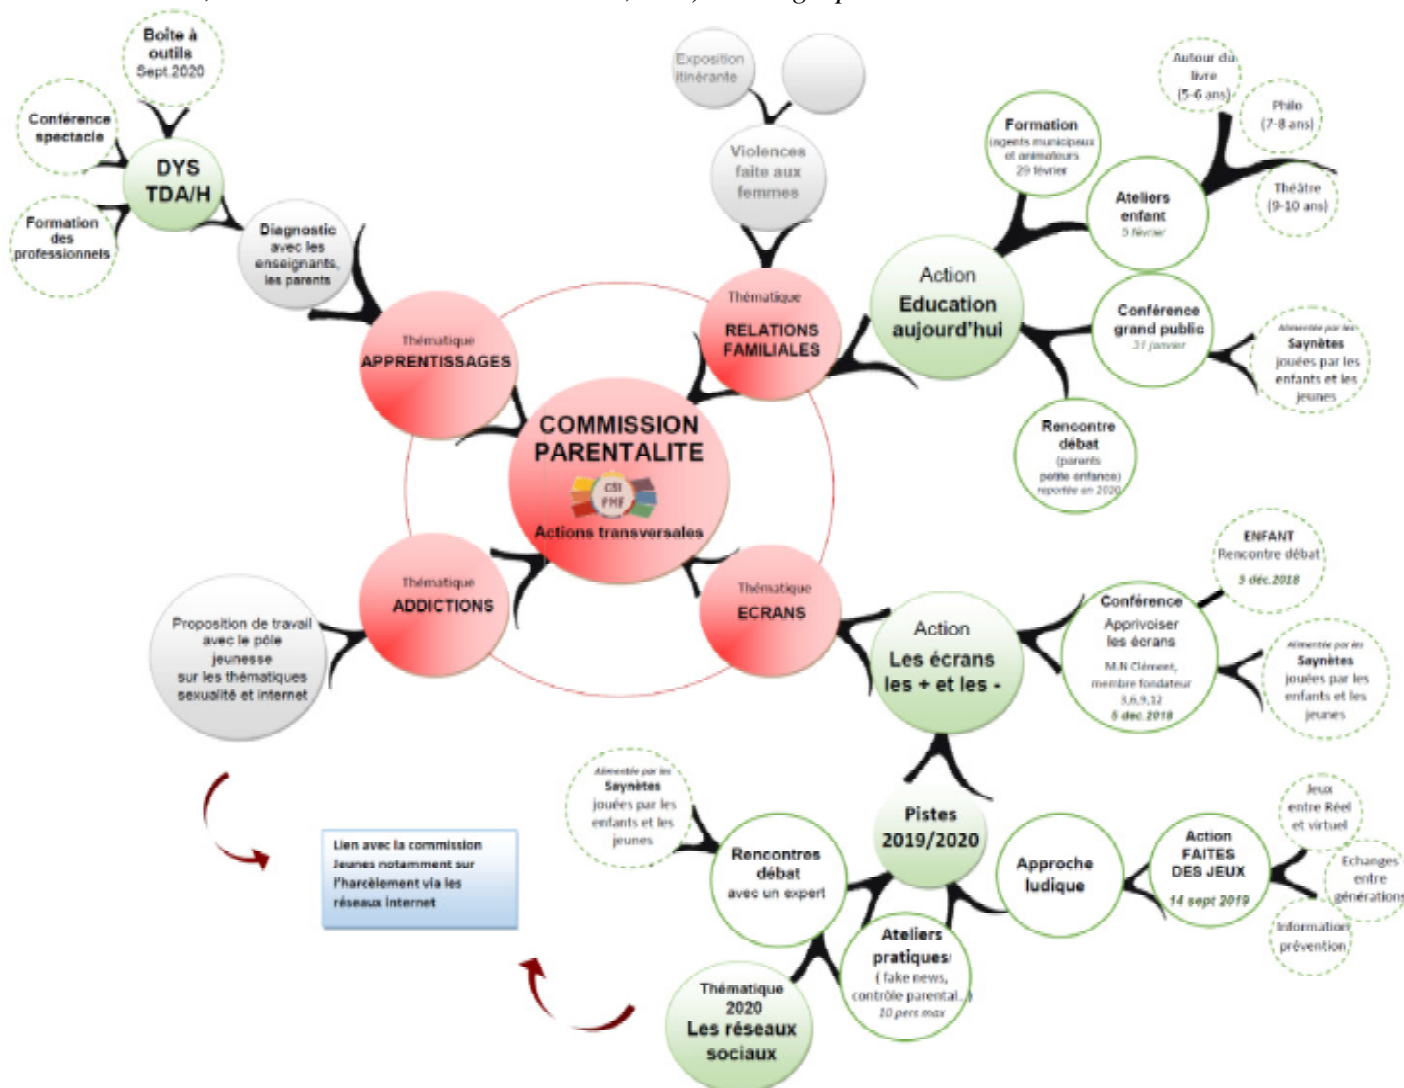 Boîte à
outils
Sept.2020
Conférence
spectacle
DYS
TDA/H
Formation
des
professionnels
Diagnostic
avec les
enseignants,
les parents
Thématique
APPRENTISSAGES
Exposition
itinérante
Violences
faite aux
femmes
Thématique
RELATIONS
FAMILIALES
Action
Education
aujourd'hui
Formation
(agents municipaux
et animateurs
29 février
Ateliers
enfant
5 février
Autour du
livre
(5-6 ans)
Philo
(7-8 ans)
Théâtre
(9-10 ans)
Conférence
grand public
31 janvier
Alimentée par les
Saynètes
jouées par les
enfants et les
jeunes
Rencontre
débat
(parents
petite enfance)
reportée en 2020
COMMISSION
PARENTALITE
CSI
PMF
Actions transversales
Thématique
ADDICTIONS
Proposition de travail
avec le pôle
jeunesse
sur les thématiques
sexualité et internet
Lien avec la commission
Jeunes notamment sur
l'harcèlement via les
réseaux Internet
Thématique
ECRANS
Action
Les écrans
les + et les -
Conférence
Apprivoiser
les écrans
M.N Clément,
membre fondateur
3,6,9,12
5 dec.2018
ENFANT
Rencontre débat
5 déc.2018
Alimentée par les
Saynètes
jouées par les
enfants et les
jeunes
Pistes
2019/2020
Alimentée par les
Saynètes
jouées par les
enfants et les
jeunes
Rencontres
débat
avec un expert
Thématique
2020
Les réseaux
sociaux
Ateliers
pratiques
( fake news,
contrôle parental...)
10 pers max
Approche
ludique
Action
FAITES
DES JEUX
14 sept 2019
Jeux
entre Réel
et virtuel
Echanges
entre
générations
Information
prévention